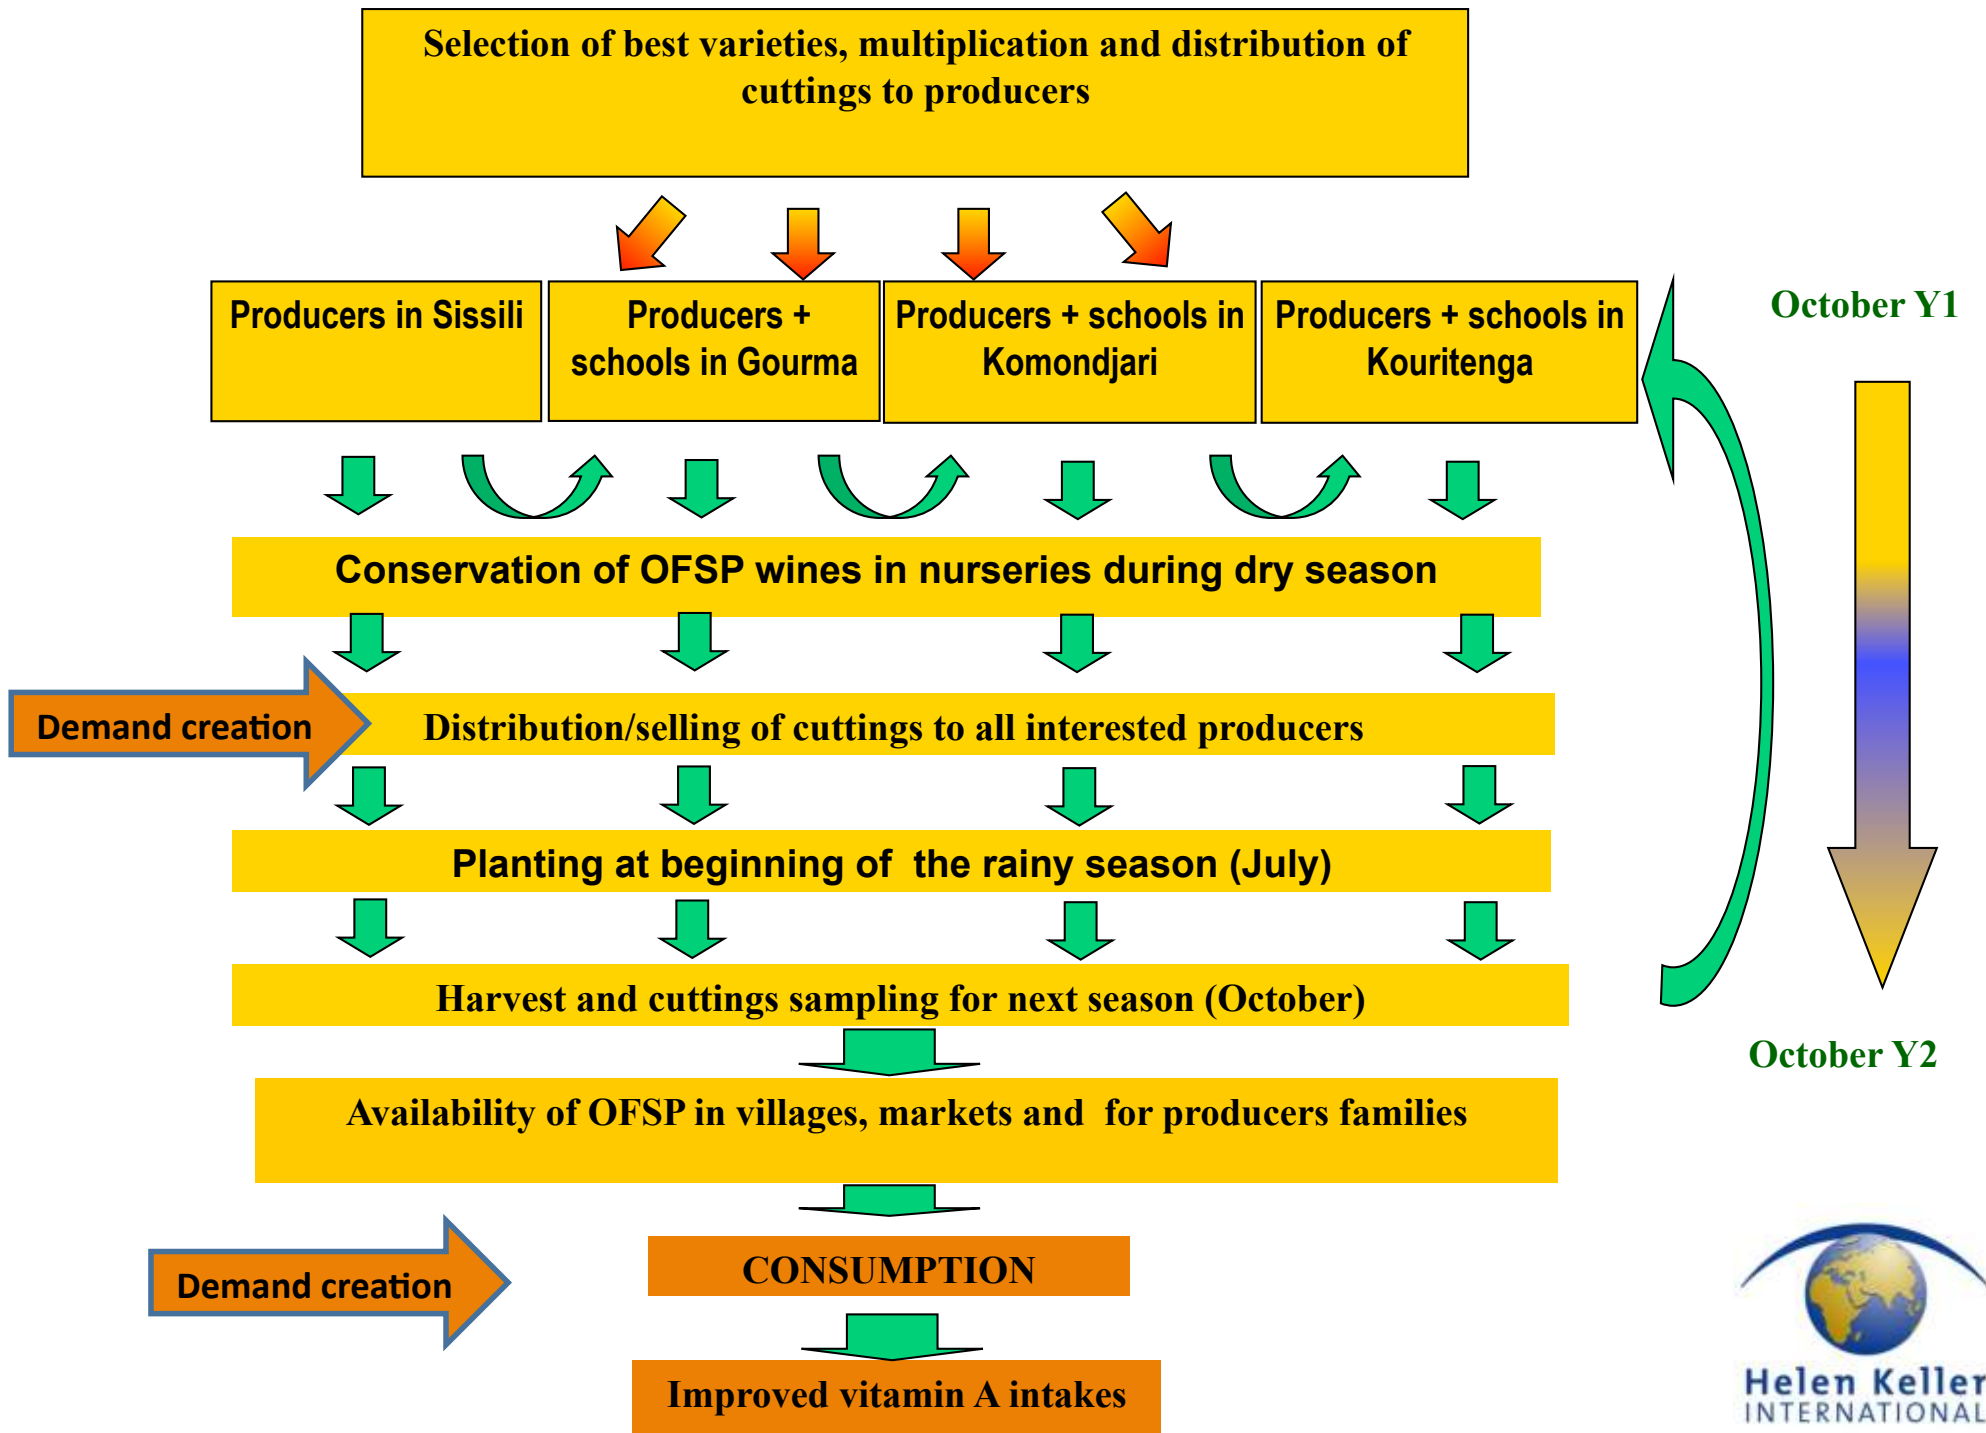 Selection of best varieties, multiplication and distribution of
cuttings to producers
Producers in Sissili
Producers +
schools in Gourma
Producers + schools in
Komondjari
Producers + schools in
Kouritenga
October Y1
Conservation of OFSP wines in nurseries during dry season
Demand creation
Distribution/selling of cuttings to all interested producers
Planting at beginning of the rainy season (July)
Harvest and cuttings sampling for next season (October)
October Y2
Availability of OFSP in villages, markets and for producers families
Demand creation
CONSUMPTION
Improved vitamin A intakes
Helen Keller
INTERNATIONAL